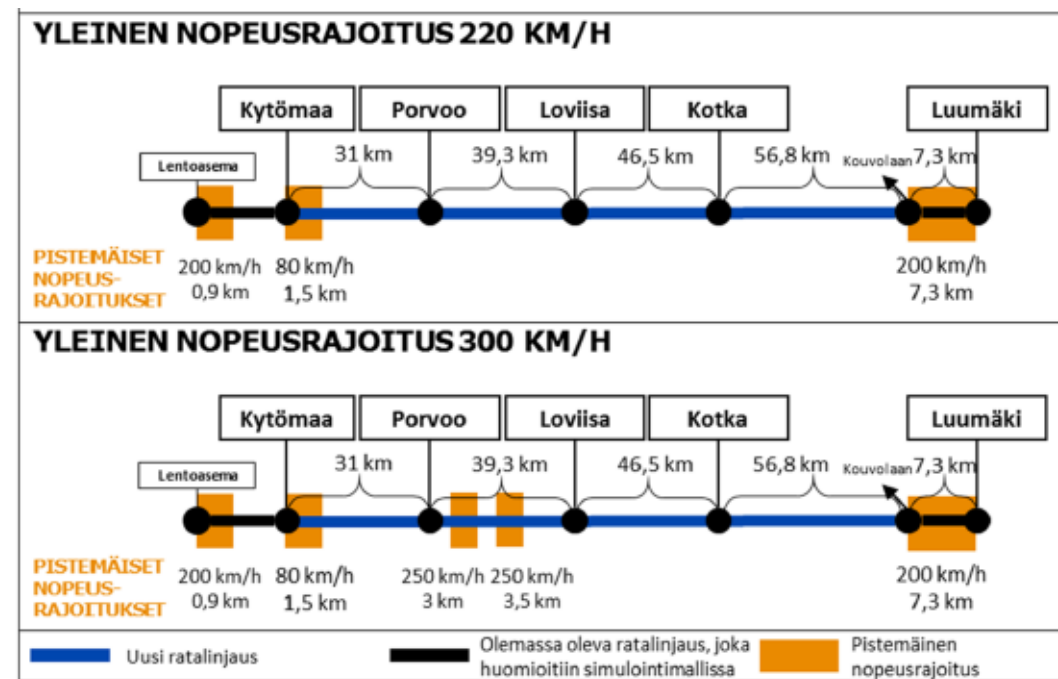 YLEINEN NOPEUSRAJOITUS 220 KM/H
Kytömaa Porvoo Loviisa Kotka Luumäki
Lentoasema 31 km 39,3 km 46,5 km 56,8 km Kouvolaan 7,3 km
PISTEMÄISET
NOPEUS-
RAJOITUKSET
200 km/h 80 km/h 200 km/h
0,9 km 1,5 km 7,3 km
YLEINEN NOPEUSRAJOITUS 300 KM/H
Kytömaa Porvoo Loviisa Kotka Luumäki
Lentoasema 31 km 39,3 km 46,5 km 56,8 km Kouvolaan 7,3 km
PISTEMÄISET
NOPEUS-
RAJOITUKSET
200 km/h 80 km/h 250 km/h 250 km/h 200 km/h
0,9 km 1,5 km 3 km 3,5 km 7,3 km
Uusi ratalinjaus
Olemassa oleva ratalinjaus, joka
huomioitiin simulointimallissa
Pistemäinen
nopeusrajoitus